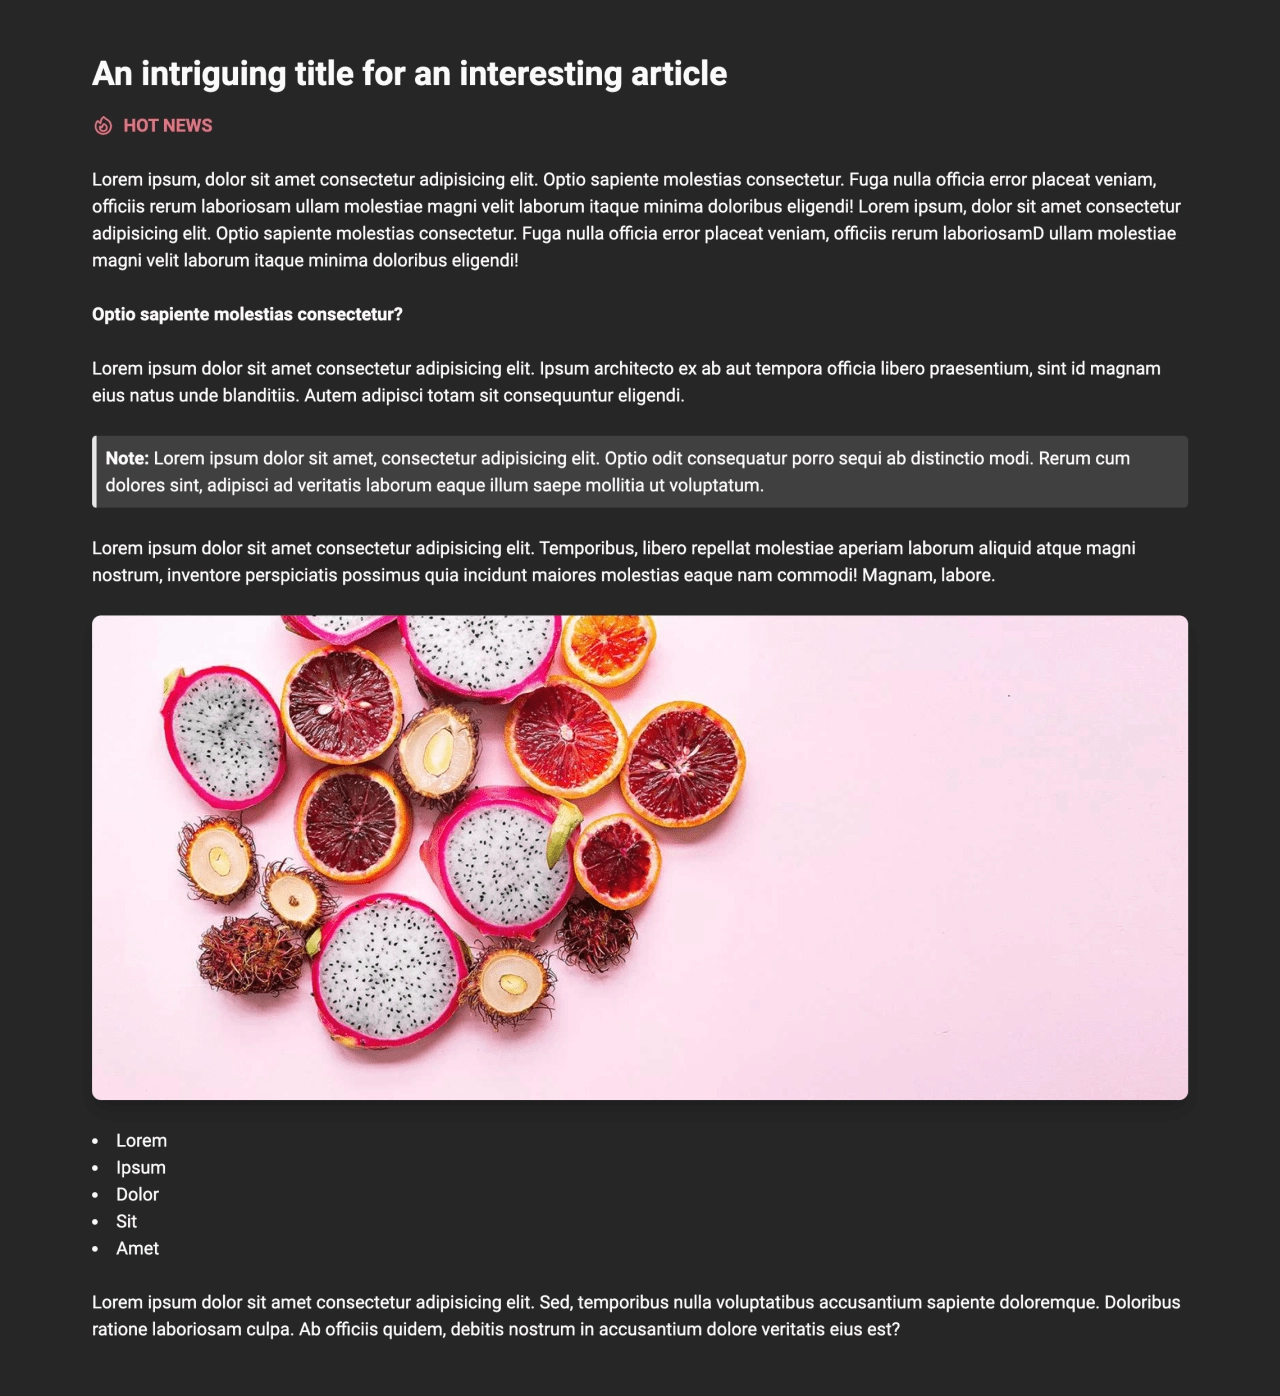 An intriguing title for an interesting article
HOT NEWS
Lorem ipsum, dolor sit amet consectetur adipisicing elit. Optio sapiente molestias consectetur. Fuga nulla officia error placeat veniam,
officiis rerum laboriosam ullam molestiae magni velit laborum itaque minima doloribus eligendi! Lorem ipsum, dolor sit amet consectetur
adipisicing elit. Optio sapiente molestias consectetur. Fuga nulla officia error placeat veniam, officiis rerum laboriosamD ullam molestiae
magni velit laborum itaque minima doloribus eligendi!
Optio sapiente molestias consectetur?
Lorem ipsum dolor sit amet consectetur adipisicing elit. Ipsum architecto ex ab aut tempora officia libero praesentium, sint id magnam
eius natus unde blanditiis. Autem adipisci totam sit consequuntur eligendi.
Note: Lorem ipsum dolor sit amet, consectetur adipisicing elit. Optio odit consequatur porro sequi ab distinctio modi. Rerum cum
dolores sint, adipisci ad veritatis laborum eaque illum saepe mollitia ut voluptatum.
Lorem ipsum dolor sit amet consectetur adipisicing elit. Temporibus, libero repellat molestiae aperiam laborum aliquid atque magni
nostrum, inventore perspiciatis possimus quia incidunt maiores molestias eaque nam commodi! Magnam, labore.
• Lorem
• Ipsum
• Dolor
• Sit
• Amet
Lorem ipsum dolor sit amet consectetur adipisicing elit. Sed, temporibus nulla voluptatibus accusantium sapiente doloremque. Doloribus
ratione laboriosam culpa. Ab officiis quidem, debitis nostrum in accusantium dolore veritatis eius est?